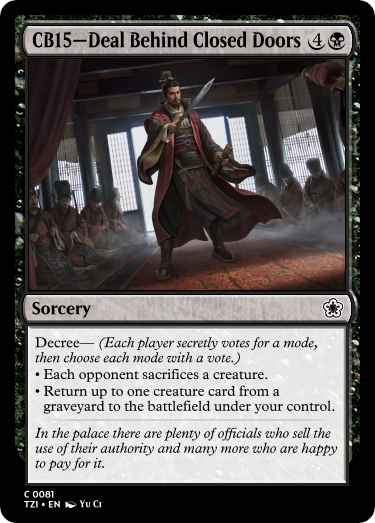 CB15—Deal Behind Closed Doors 4
Sorcery
Decree— (Each player secretly votes for a mode,
then choose each mode with a vote.)
• Each opponent sacrifices a creature.
• Return up to one creature card from a
graveyard to the battlefield under your control.
In the palace there are plenty of officials who sell the
use of their authority and many more who are happy
to pay for it.
C 0081
TZI • EN Yu Ci